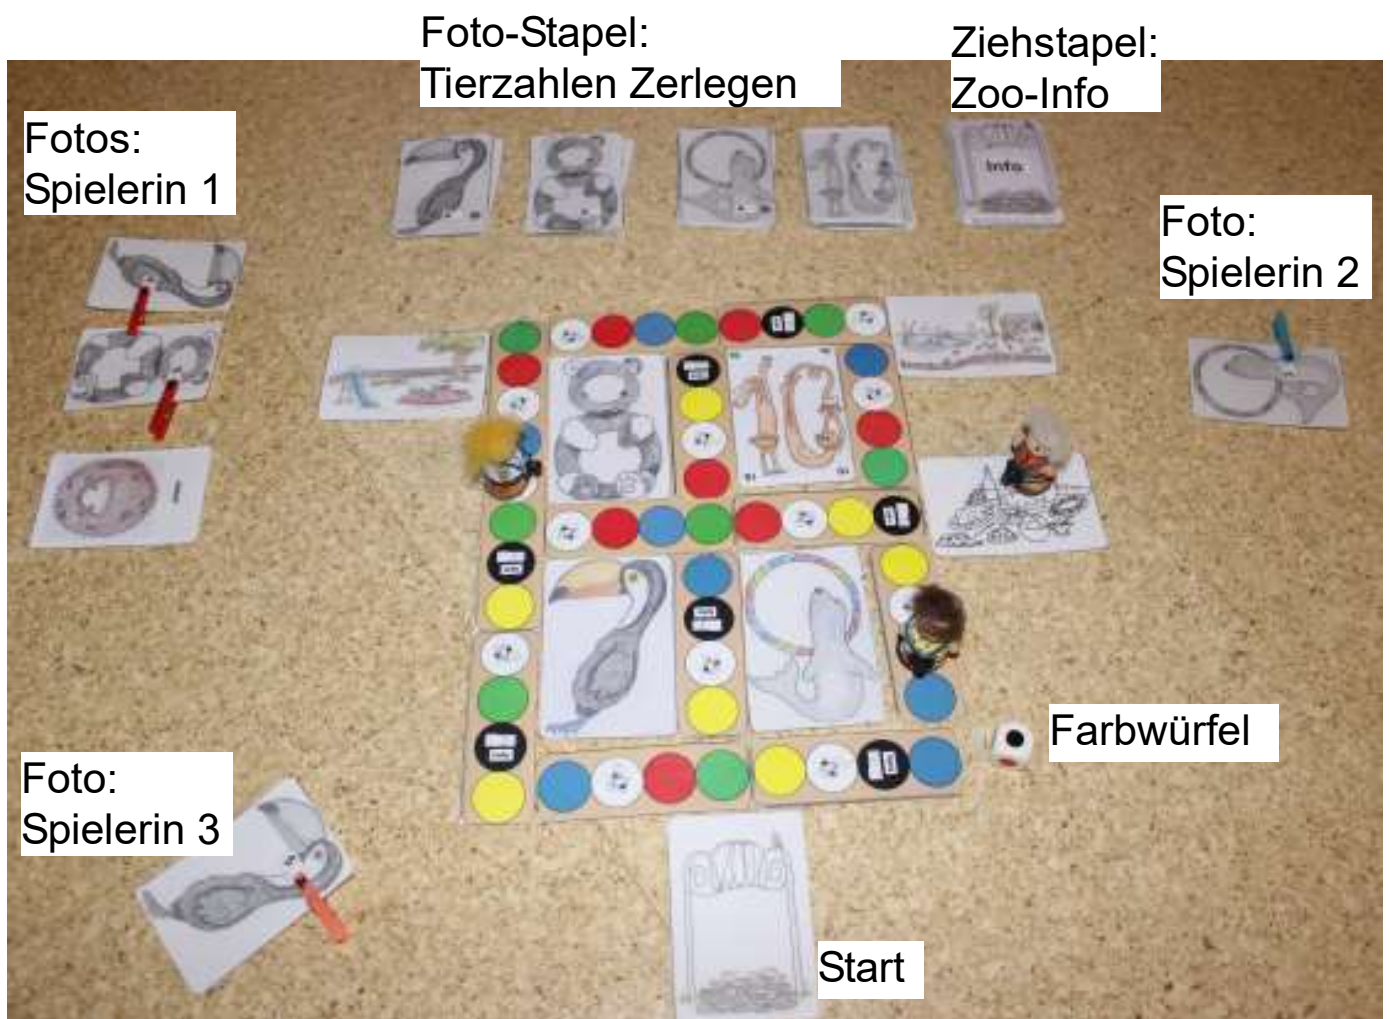 Foto-Stapel:
Tierzahlen Zerlegen
Ziehstapel:
Zoo-Info
Fotos:
Spielerin 1
Info
Foto:
Spielerin 2
Farbwürfel
Foto:
Spielerin 3
Start